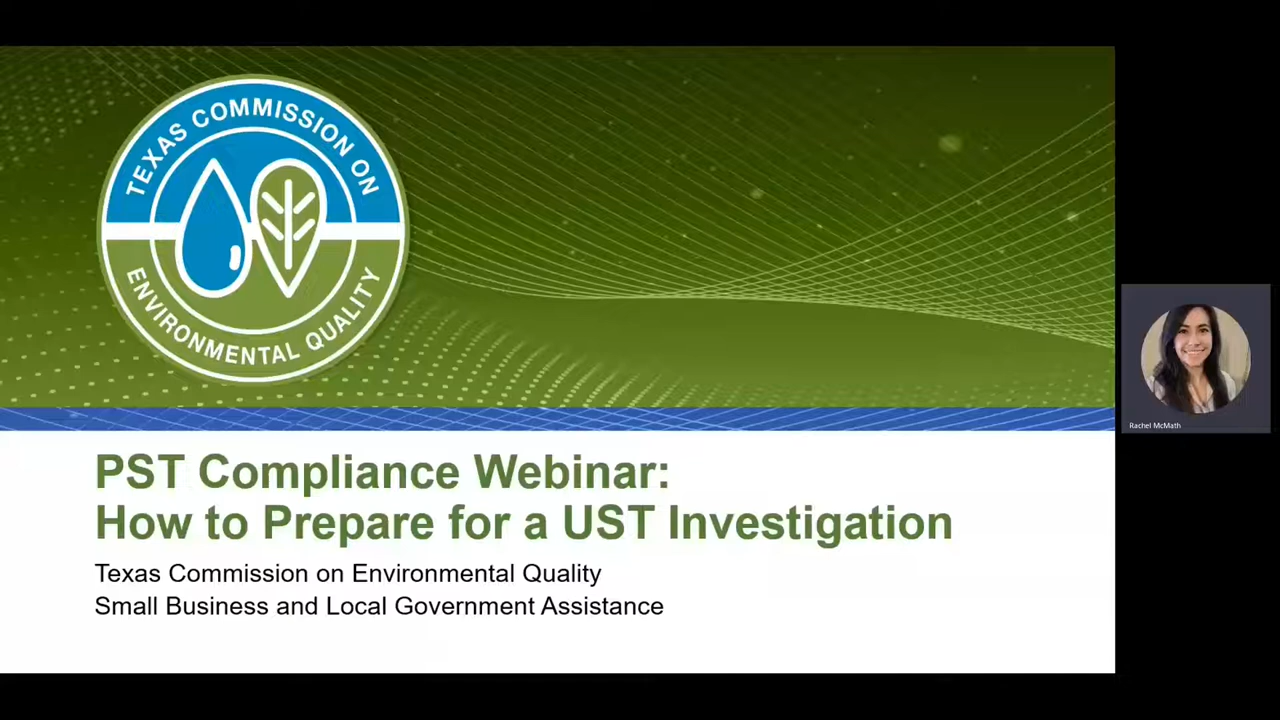 TEXAS COMMISSION ON
ENVIRONMENTAL QUALITY
PST Compliance Webinar:
How to Prepare for a UST Investigation
Texas Commission on Environmental Quality
Small Business and Local Government Assistance
Rachel McMath